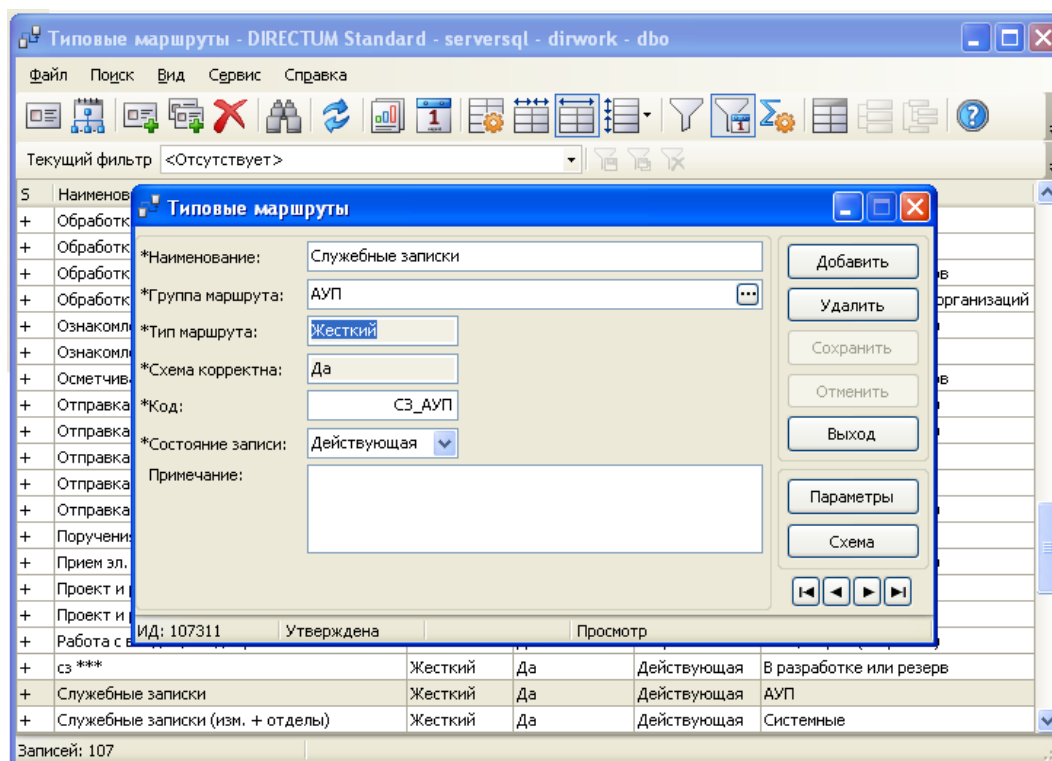 Типовые маршруты - DIRECTUM Standard - serversql - dirwork - dbo
Файл Поиск Вид Сервис Справка
Текущий фильтр <Отсутствует>
S Наименов
+ Обработк
+ Обработк
+ Обработк ов
+ Обработк организаций
+ Ознакомл
+ Ознакомл
+ Осметчив ов
+ Отправка
+ Отправка
+ Отправка
+ Отправка
+ Отправка
+ Поручения
+ Прием эл.
+ Проект и
+ Проект и
+ Работа с в
Типовые маршруты
*Наименование: Служебные записки
*Группа маршрута: АУП
*Тип маршрута: Жесткий
*Схема корректна: Да
*Код: СЗ_АУП
*Состояние записи: Действующая
Примечание:
Добавить
Удалить
Сохранить
Отменить
Выход
Параметры
Схема
ИД: 107311 Утверждена Просмотр
+ сз *** Жесткий Да Действующая В разработке или резерв
+ Служебные записки Жесткий Да Действующая АУП
+ Служебные записки (изм. + отделы) Жесткий Да Действующая Системные
Записей: 107